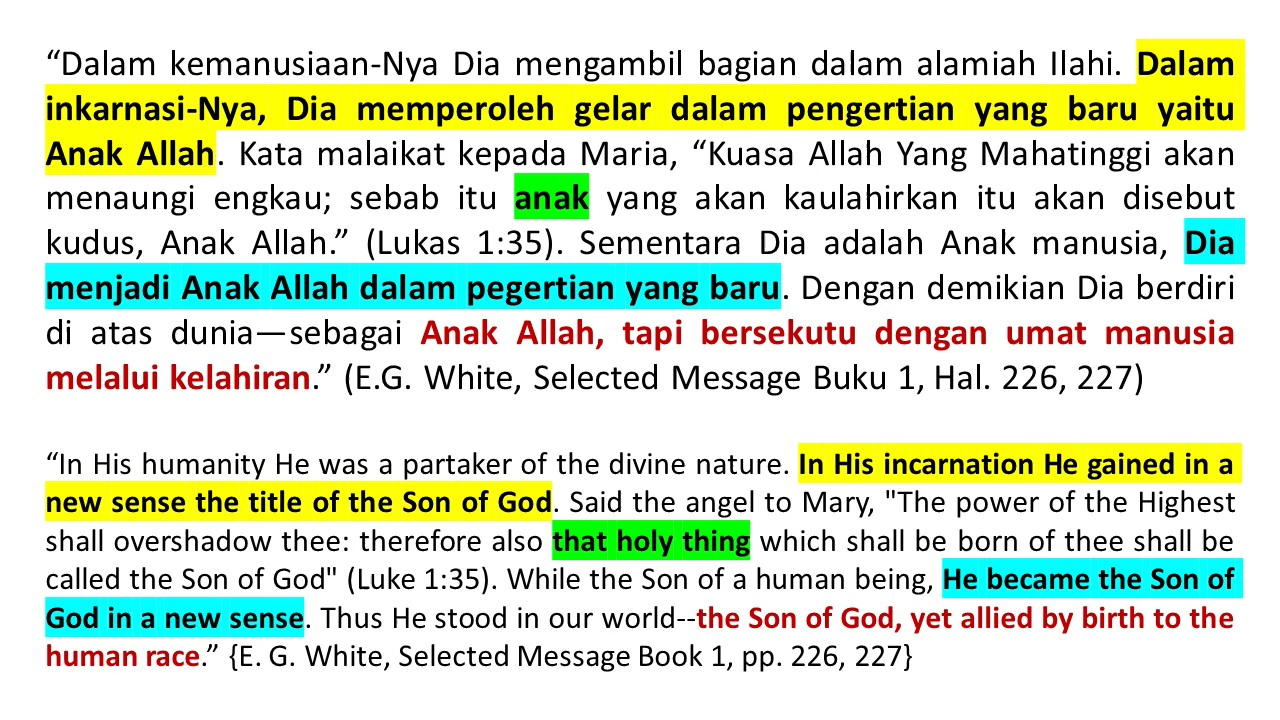 “Dalam kemanusiaan-Nya Dia mengambil bagian dalam alamiah Ilahi. Dalam
inkarnasi-Nya, Dia memperoleh gelar dalam pengertian yang baru yaitu
Anak Allah. Kata malaikat kepada Maria, “Kuasa Allah Yang Mahatinggi akan
menaungi engkau; sebab itu anak yang akan kaulahirkan itu akan disebut
kudus, Anak Allah.” (Lukas 1:35). Sementara Dia adalah Anak manusia, Dia
menjadi Anak Allah dalam pegertian yang baru. Dengan demikian Dia berdiri
di atas dunia—sebagai Anak Allah, tapi bersekutu dengan umat manusia
melalui kelahiran.” (E.G. White, Selected Message Buku 1, Hal. 226, 227)
“In His humanity He was a partaker of the divine nature. In His incarnation He gained in a
new sense the title of the Son of God. Said the angel to Mary, "The power of the Highest
shall overshadow thee: therefore also that holy thing which shall be born of thee shall be
called the Son of God" (Luke 1:35). While the Son of a human being, He became the Son of
God in a new sense. Thus He stood in our world--the Son of God, yet allied by birth to the
human race.” {E. G. White, Selected Message Book 1, pp. 226, 227}